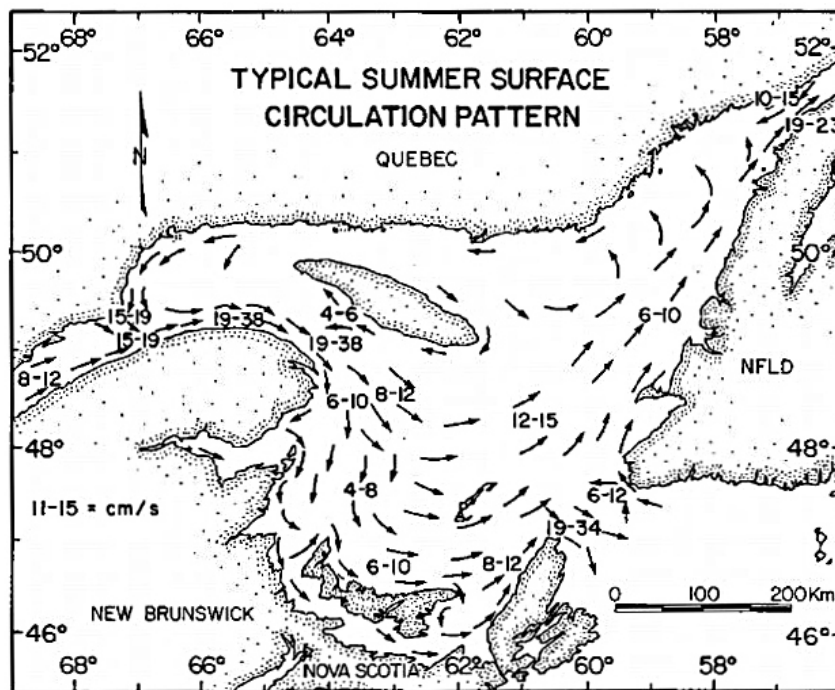 68° 66° 64° 62° 60° 58°
52° 52°
TYPICAL SUMMER SURFACE
CIRCULATION PATTERN
10-15
19-23
N
QUEBEC
50° 50°
15-19 19-38 4-6 6-10
15-19 19-38
8-12 NFLD
6-10 8-12
12-15
48° 48°
4-8 6-12
11-15 = cm/s
19-34
6-10 8-12
0 100 200Km
NEW BRUNSWICK
46° 46°
NOVA SCOTIA
68° 66° 64° 62° 60° 58°